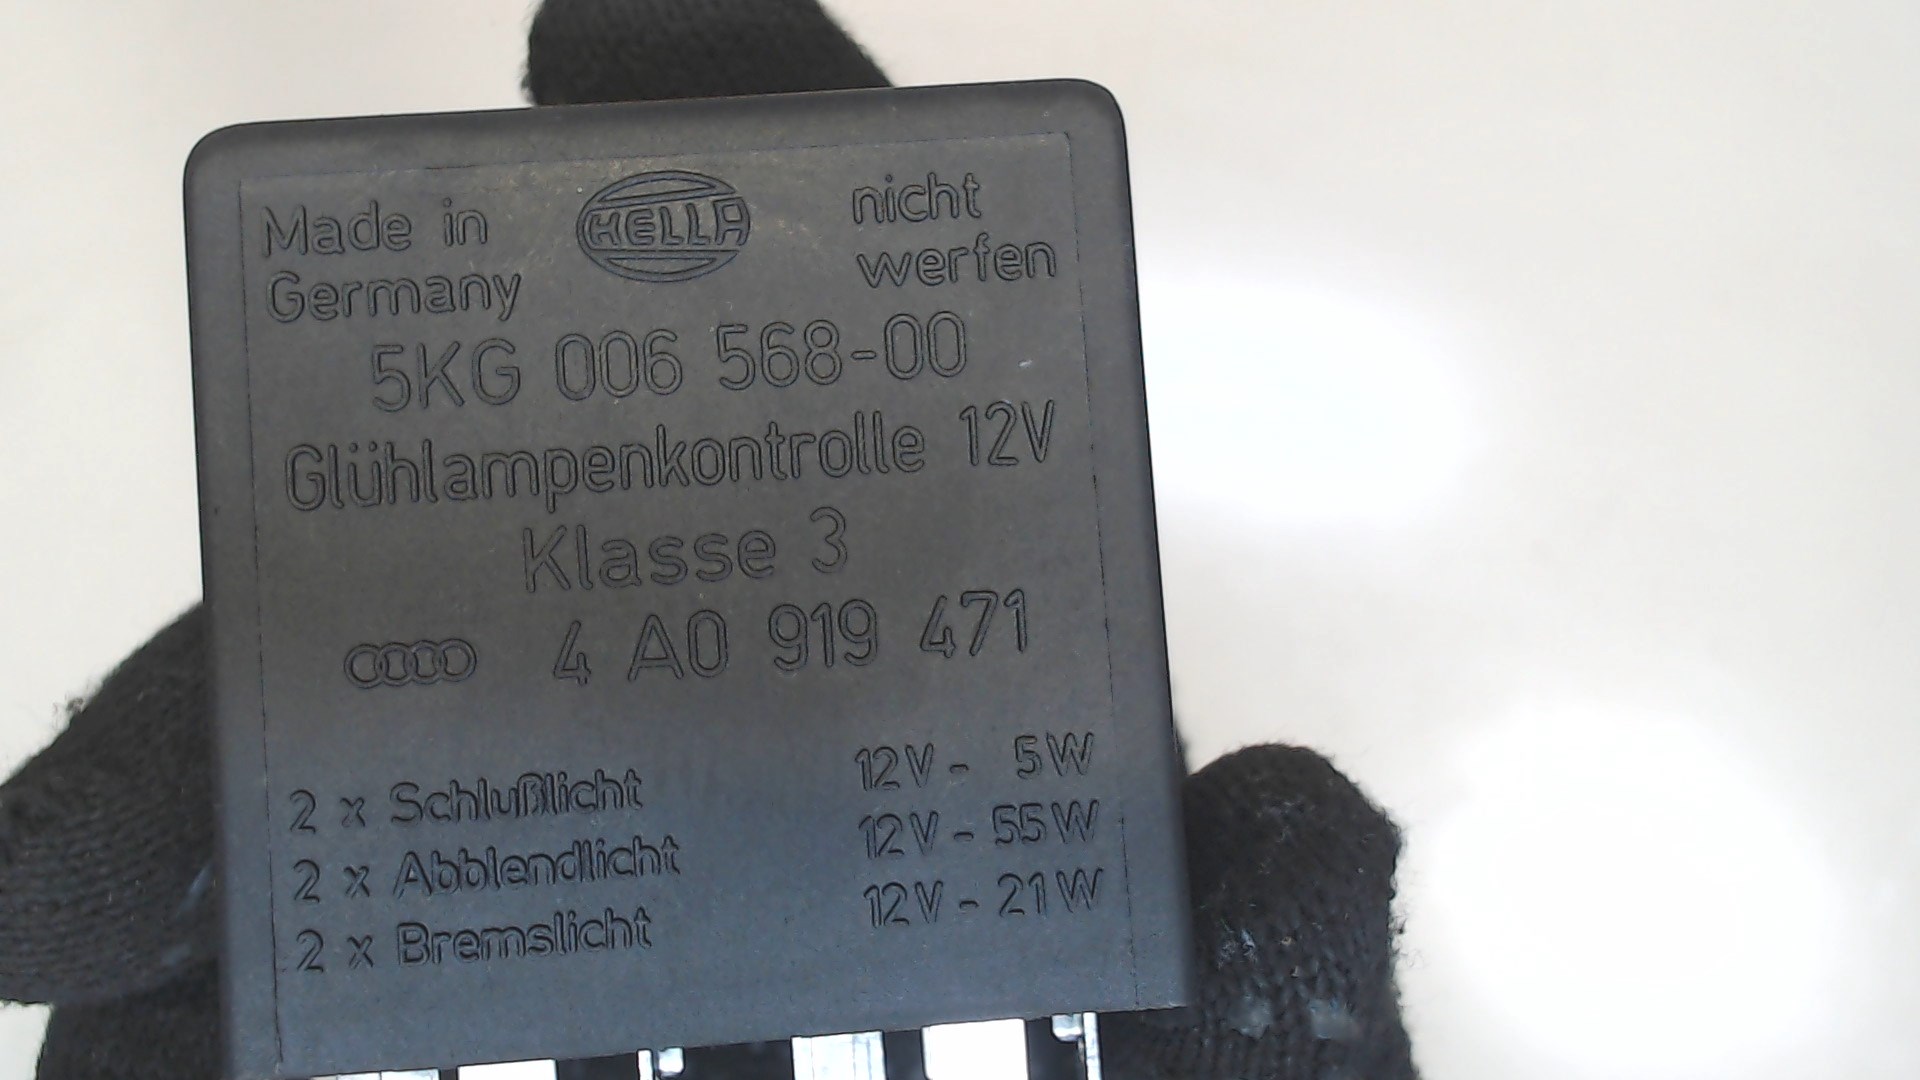 Made in
Germany
HELLA
nicht
werfen
5KG 006 568-00
Glühlampenkontrolle 12V
Klasse 3
4 A0 919 471
2 x Schlußlicht 12V - 5W
2 x Abblendlicht 12V - 55W
2 x Bremslicht 12V - 21W